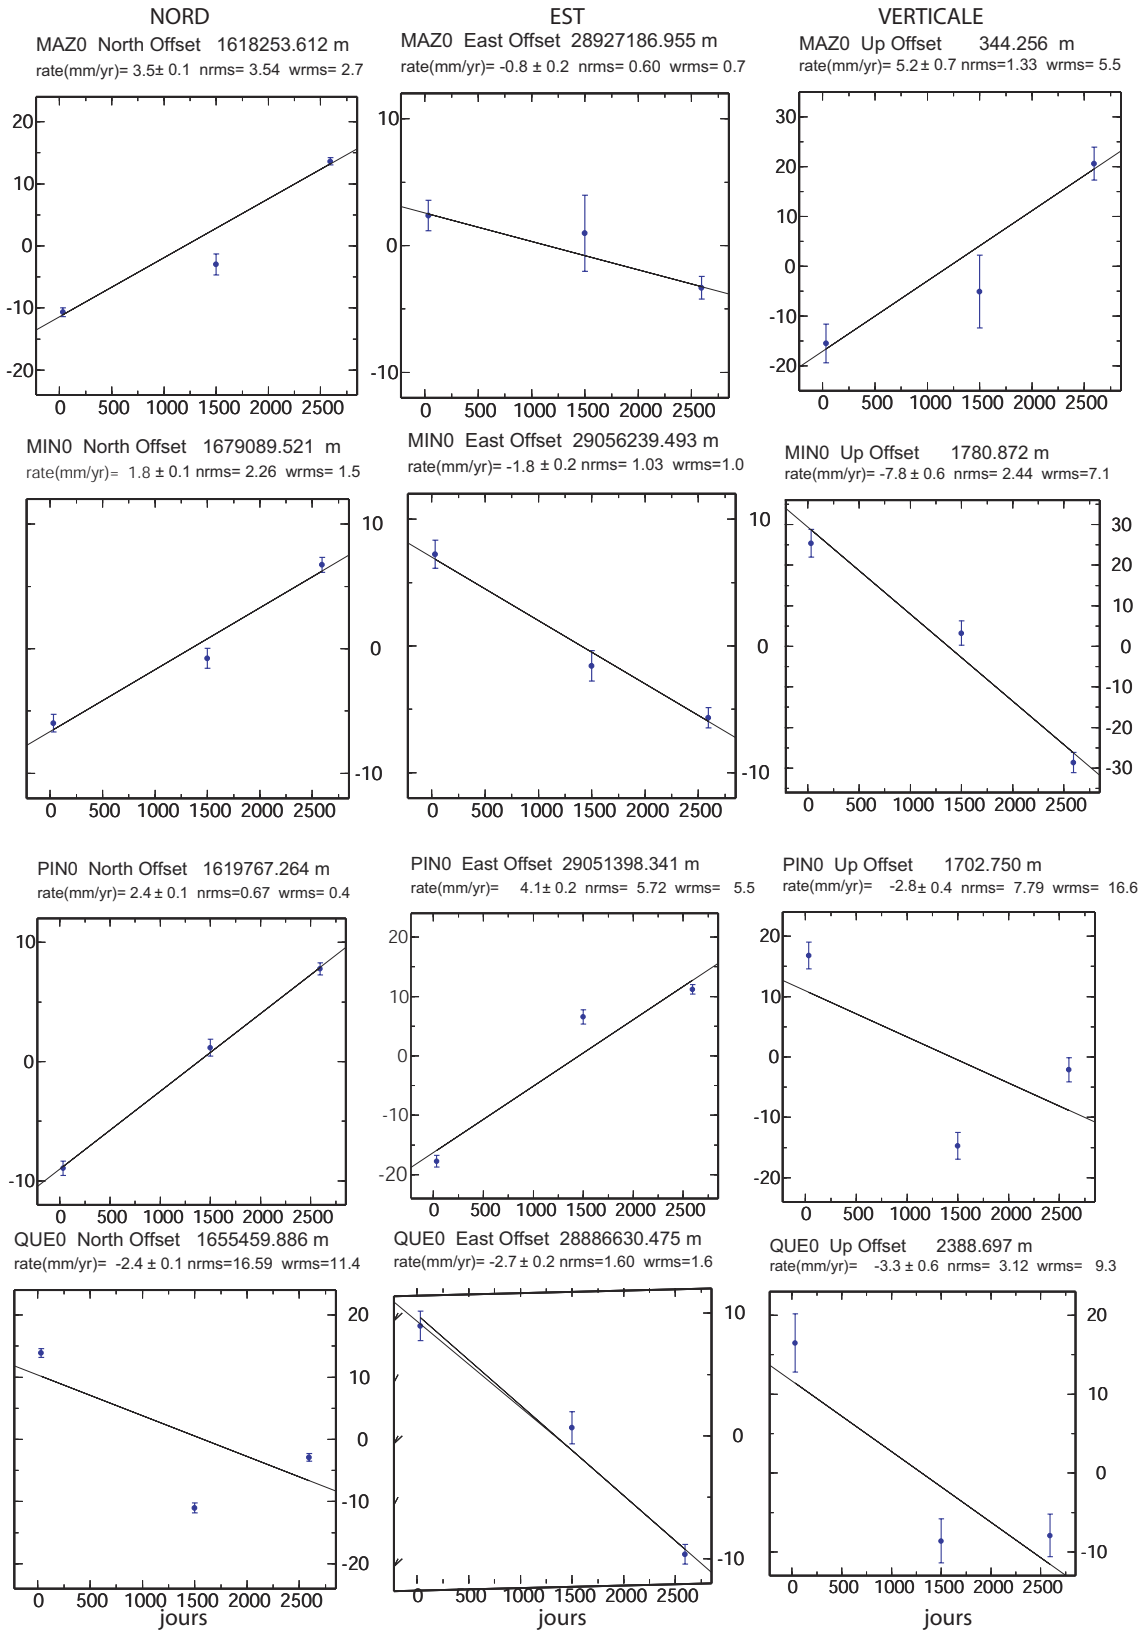 NORD EST VERTICALE
MAZ0 North Offset 1618253.612 m
rate(mm/yr)= 3.5± 0.1 nrms= 3.54 wrms= 2.7
MAZ0 East Offset 28927186.955 m
rate(mm/yr)= -0.8 ± 0.2 nrms= 0.60 wrms= 0.7
MAZ0 Up Offset 344.256 m
rate(mm/yr)= 5.2± 0.7 nrms=1.33 wrms= 5.5
20
10
0
-10
-20
0 500 1000 1500 2000 2500
10
0
-10
0 500 1000 1500 2000 2500
30
20
10
0
-10
-20
0 500 1000 1500 2000 2500
MIN0 North Offset 1679089.521 m
rate(mm/yr)= 1.8 ± 0.1 nrms= 2.26 wrms= 1.5
MIN0 East Offset 29056239.493 m
rate(mm/yr)= -1.8 ± 0.2 nrms= 1.03 wrms=1.0
MIN0 Up Offset 1780.872 m
rate(mm/yr)= -7.8 ± 0.6 nrms= 2.44 wrms=7.1
10
0
-10
0 500 1000 1500 2000 2500
10
0
-10
0 500 1000 1500 2000 2500
30
20
10
0
-10
-20
-30
0 500 1000 1500 2000 2500
PIN0 North Offset 1619767.264 m
rate(mm/yr)= 2.4 ± 0.1 nrms=0.67 wrms= 0.4
PIN0 East Offset 29051398.341 m
rate(mm/yr)= 4.1± 0.2 nrms= 5.72 wrms= 5.5
PIN0 Up Offset 1702.750 m
rate(mm/yr)= -2.8± 0.4 nrms= 7.79 wrms= 16.6
10
0
-10
0 500 1000 1500 2000 2500
20
10
0
-10
-20
0 500 1000 1500 2000 2500
20
10
0
-10
-20
0 500 1000 1500 2000 2500
QUE0 North Offset 1655459.886 m
rate(mm/yr)= -2.4 ± 0.1 nrms=16.59 wrms=11.4
QUE0 East Offset 28886630.475 m
rate(mm/yr)= -2.7 ± 0.2 nrms=1.60 wrms=1.6
QUE0 Up Offset 2388.697 m
rate(mm/yr)= -3.3 ± 0.6 nrms= 3.12 wrms= 9.3
20
10
0
-10
-20
0 500 1000 1500 2000 2500
jours
10
0
-10
0 500 1000 1500 2000 2500
jours
20
10
0
-10
0 500 1000 1500 2000 2500
jours